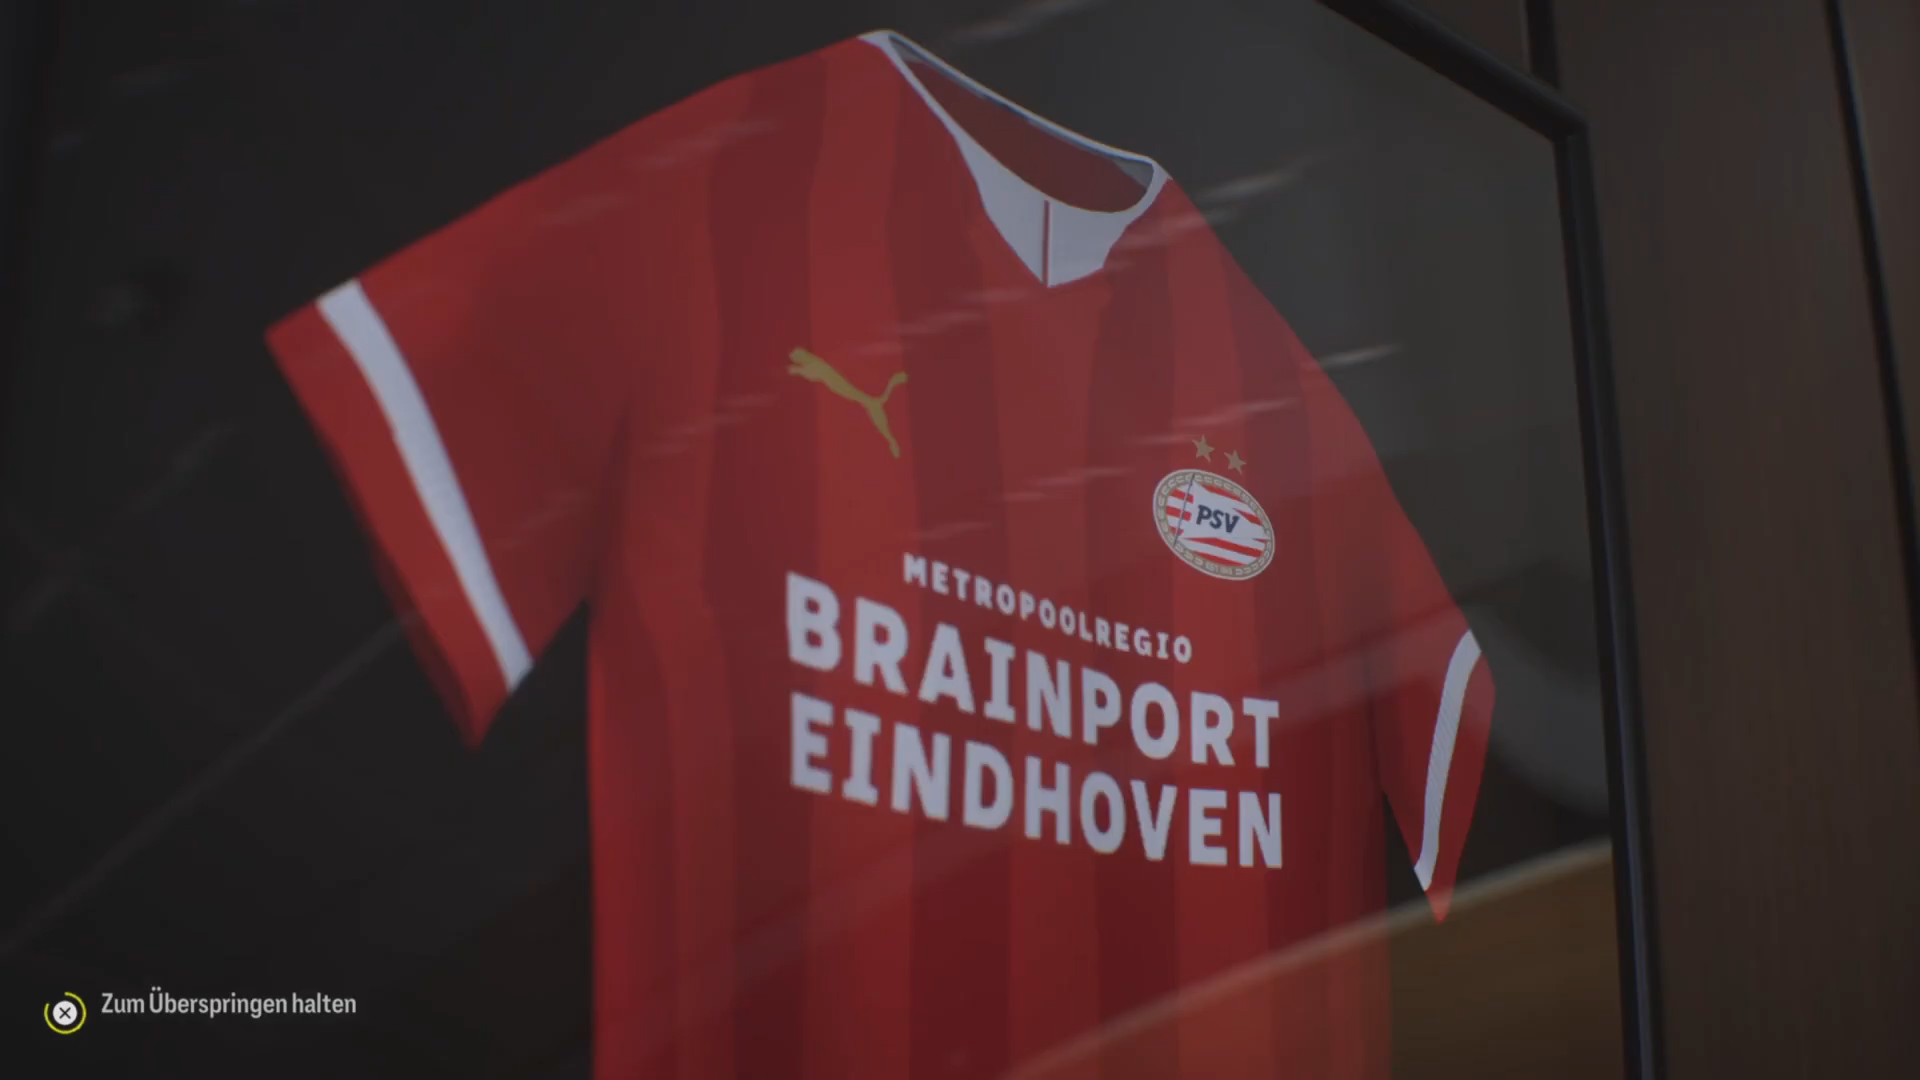 PSV
METROPOOLREGIO
BRAINPORT
EINDHOVEN
Zum Überspringen halten